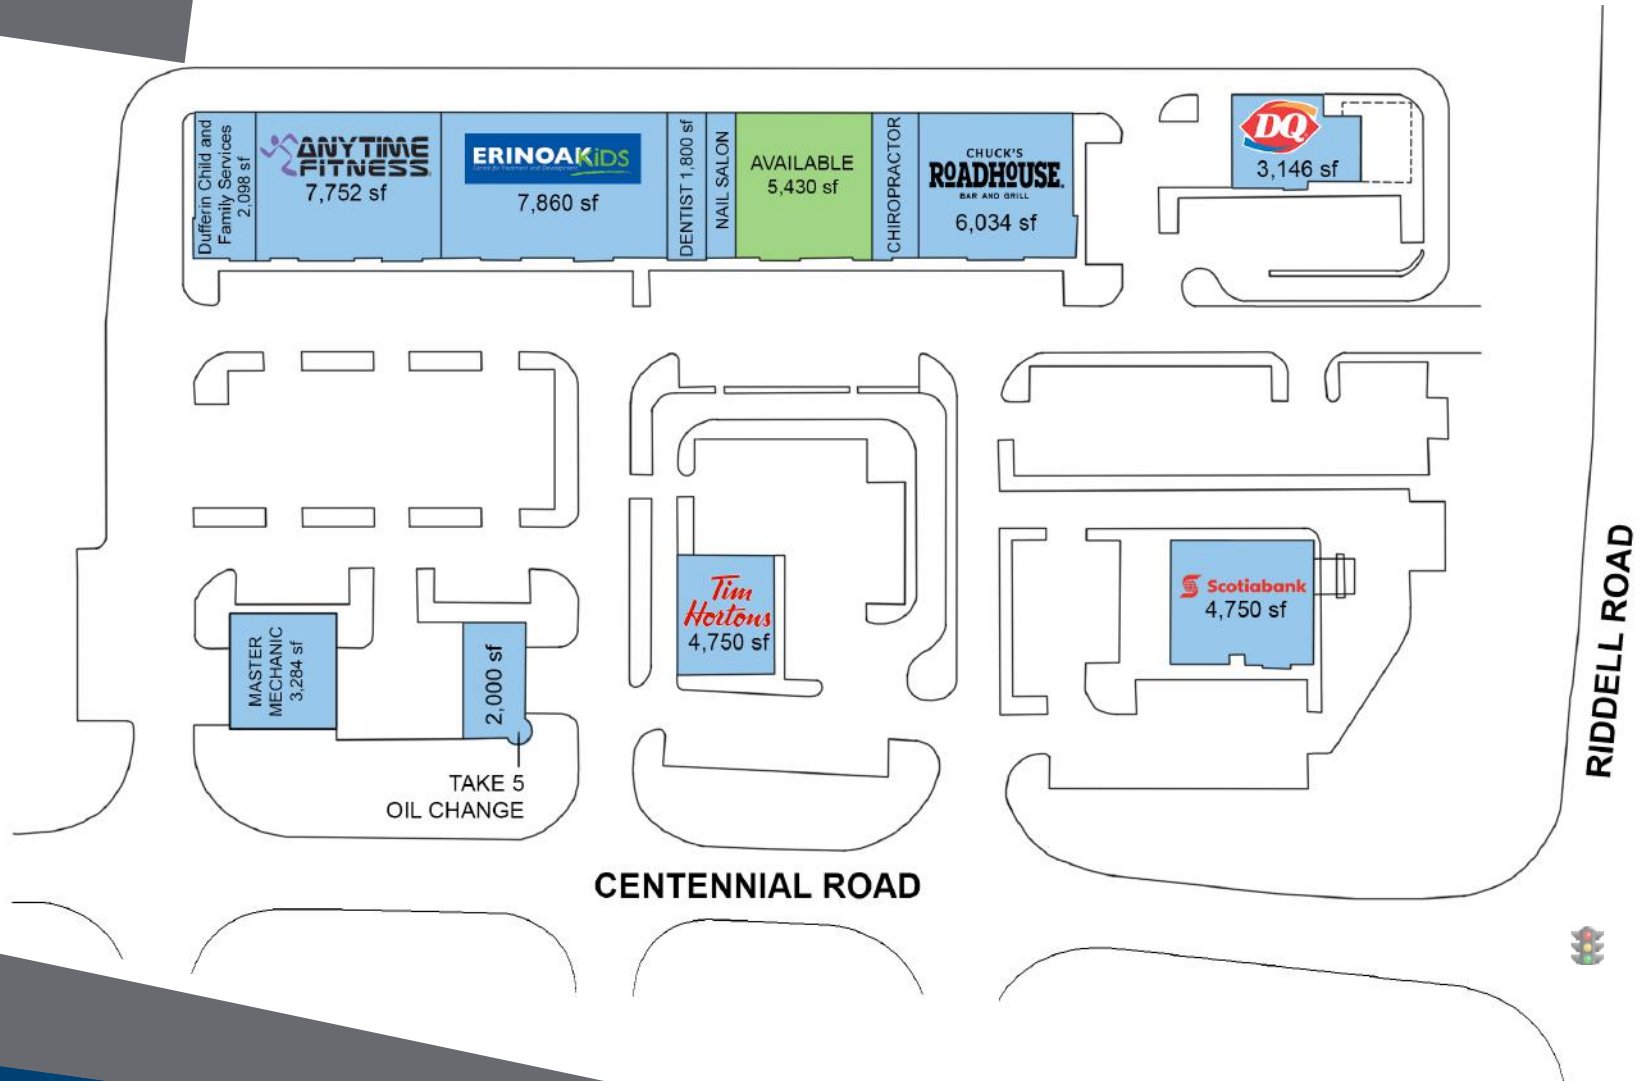 Dufferin Child and
Family Services
2,098 sf
ANYTIME
FITNESS
7,752 sf
ERINOAKKiDS
7,860 sf
DENTIST 1,800 sf
NAIL SALON
AVAILABLE
5,430 sf
CHIROPRACTOR
CHUCK'S
ROADHOUSE
BAR AND GRILL
6,034 sf
DQ
3,146 sf
MASTER
MECHANIC
3,284 sf
2,000 sf
TAKE 5
OIL CHANGE
Tim
Hortons
4,750 sf
Scotiabank
4,750 sf
RIDDELL ROAD
CENTENNIAL ROAD